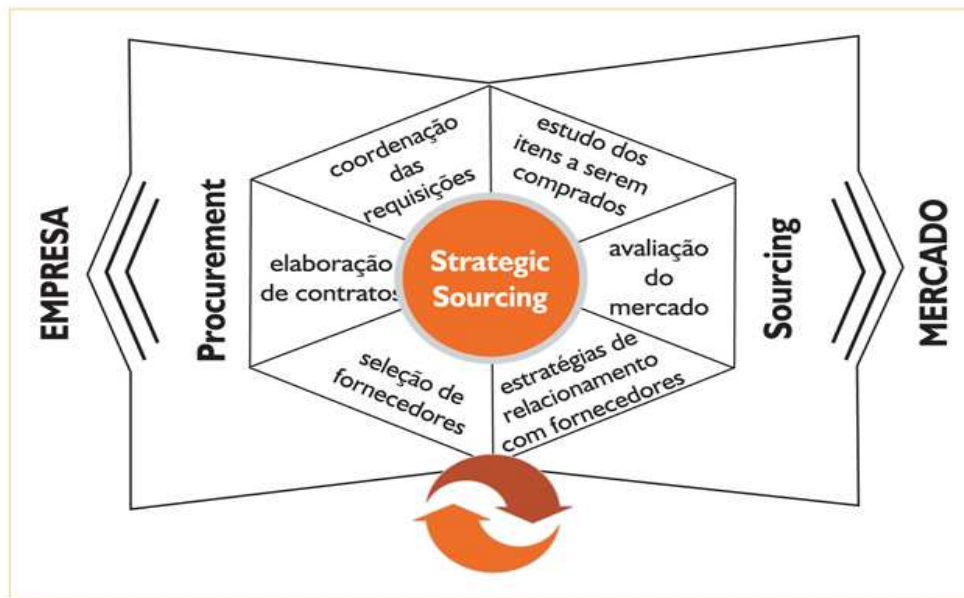 EMPRESA
Procurement
coordenação
das
requisições
elaboração
de contratos
seleção de
fornecedores
Strategic
Sourcing
estudo dos
itens a serem
comprados
avaliação
do
mercado
estratégias de
relacionamento
com fornecedores
Sourcing
MERCADO